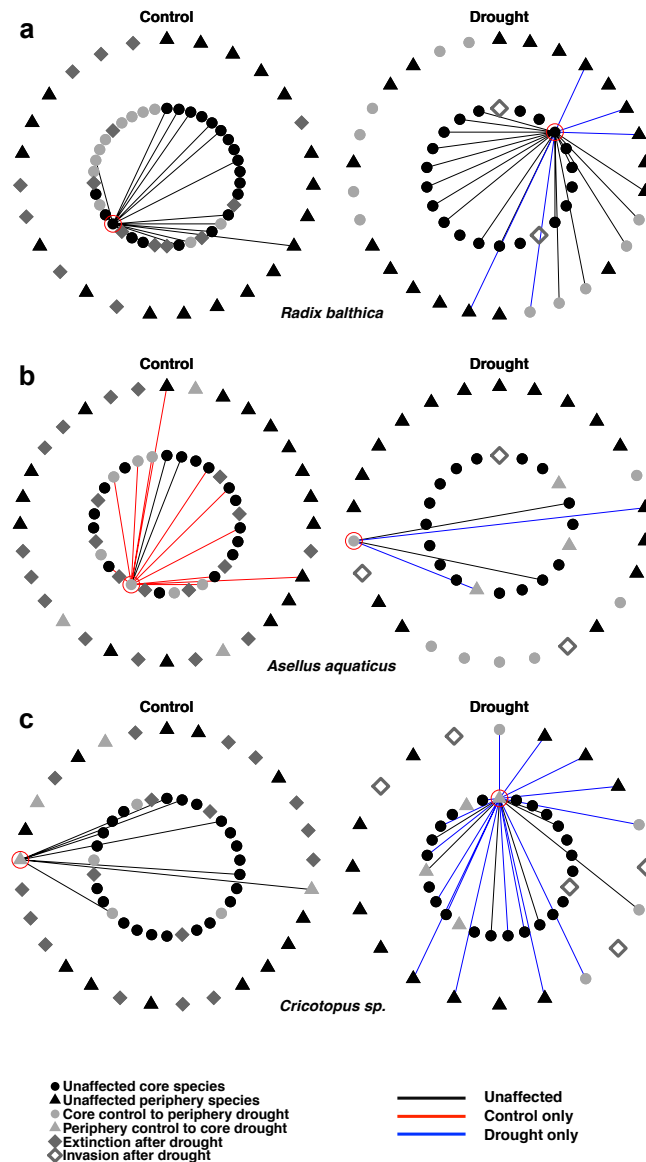 a
Control
Drought
Radix balthica
b
Control
Drought
Asellus aquaticus
c
Control
Drought
Cricotopus sp.
Unaffected core species
Unaffected periphery species
Core control to periphery drought
Periphery control to core drought
Extinction after drought
Invasion after drought
Unaffected
Control only
Drought only